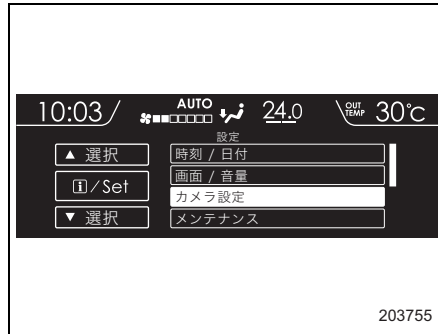 10:03 AUTO 24.0 OUT TEMP 30℃
設定
▲ 選択
時刻 / 日付
画面 / 音量
i/Set
カメラ設定
▼ 選択
メンテナンス
203755